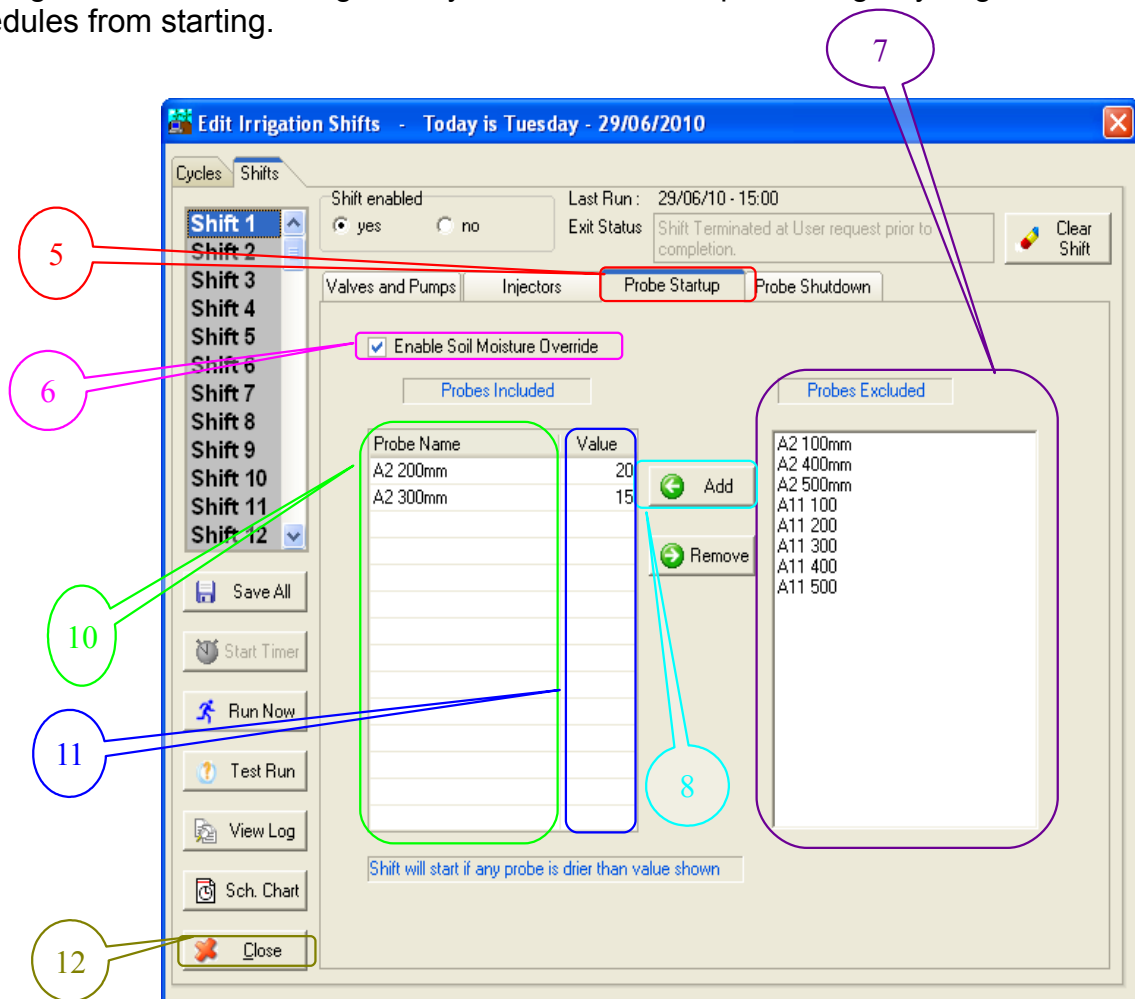 edules from starting.
7
Edit Irrigation Shifts - Today is Tuesday - 29/06/2010
Cycles Shifts
Shift enabled
yes no
Last Run : 29/06/10 - 15:00
Exit Status Shift Terminated at User request prior to completion.
Clear Shift
5
Shift 1
Shift 2
Shift 3
Shift 4
Shift 5
Shift 6
Shift 7
Shift 8
Shift 9
Shift 10
Shift 11
Shift 12
Valves and Pumps Injectors Probe Startup Probe Shutdown
6
Enable Soil Moisture Override
Probes Included
Probes Excluded
Probe Name Value
A2 200mm 20
A2 300mm 15
Add
Remove
A2 100mm
A2 400mm
A2 500mm
A11 100
A11 200
A11 300
A11 400
A11 500
10
11
8
Save All
Start Timer
Run Now
Test Run
View Log
Sch. Chart
Close
12
Shift will start if any probe is drier than value shown